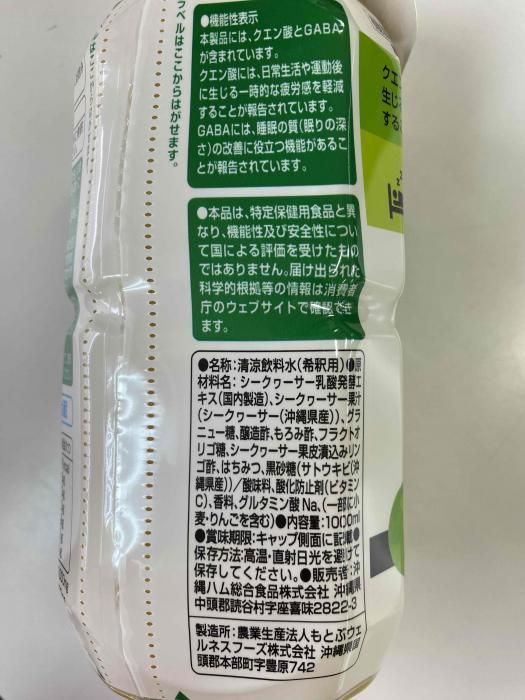 ラベルはここからはがせます。
●機能性表示
本製品には、クエン酸とGABA
が含まれています。
クエン酸には、日常生活や運動後
に生じる一時的な疲労感を軽減
することが報告されています。
GABAには、睡眠の質(眠りの深
さ)の改善に役立つ機能があるこ
とが報告されています。
●本品は、特定保健用食品と異
なり、機能性及び安全性につい
て国による評価を受けたもの
ではありません。届け出られた
科学的根拠等の情報は消費者
庁のウェブサイトで確認でき
ます。
●名称:清涼飲料水(希釈用)●原
材料名:シークヮーサー乳酸発酵エ
キス(国内製造)、シークヮーサー果汁
(シークヮーサー(沖縄県産))、グラ
ニュー糖、醸造酢、もろみ酢、フラクトオ
リゴ糖、シークヮーサー果皮漬込みリン
ゴ酢、はちみつ、黒砂糖(サトウキビ(沖
縄県産))/酸味料、酸化防止剤(ビタミン
C)、香料、グルタミン酸Na、(一部に小
麦・りんごを含む)●内容量:1000ml
●賞味期限:キャップ側面に記載●
保存方法:高温・直射日光を避けて
保存してください。●販売者:沖
縄ハム総合食品株式会社 沖縄県
中頭郡読谷村字座喜味2822-3
製造所:農業生産法人もとぶウェ
ルネスフーズ株式会社 沖縄県国
頭郡本部町字豊原742
クエン
生じ
する